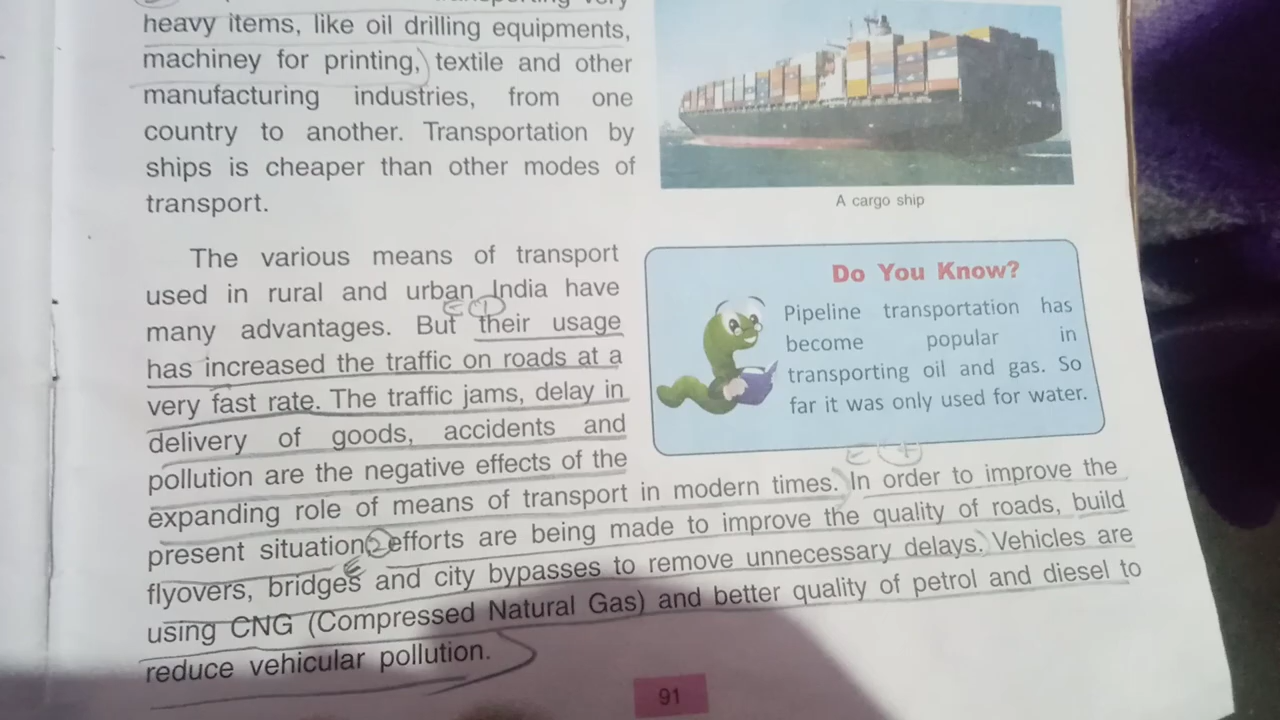 heavy items, like oil drilling equipments,
machiney for printing, textile and other
manufacturing industries, from one
country to another. Transportation by
ships is cheaper than other modes of
transport.
A cargo ship
The various means of transport
used in rural and urban India have
many advantages. But their usage
has increased the traffic on roads at a
very fast rate. The traffic jams, delay in
delivery of goods, accidents and
pollution are the negative effects of the
expanding role of means of transport in modern times. In order to improve the
present situation efforts are being made to improve the quality of roads, build
flyovers, bridges and city bypasses to remove unnecessary delays. Vehicles are
using CNG (Compressed Natural Gas) and better quality of petrol and diesel to
reduce vehicular pollution.
Do You Know?
Pipeline transportation has
become popular in
transporting oil and gas. So
far it was only used for water.
91